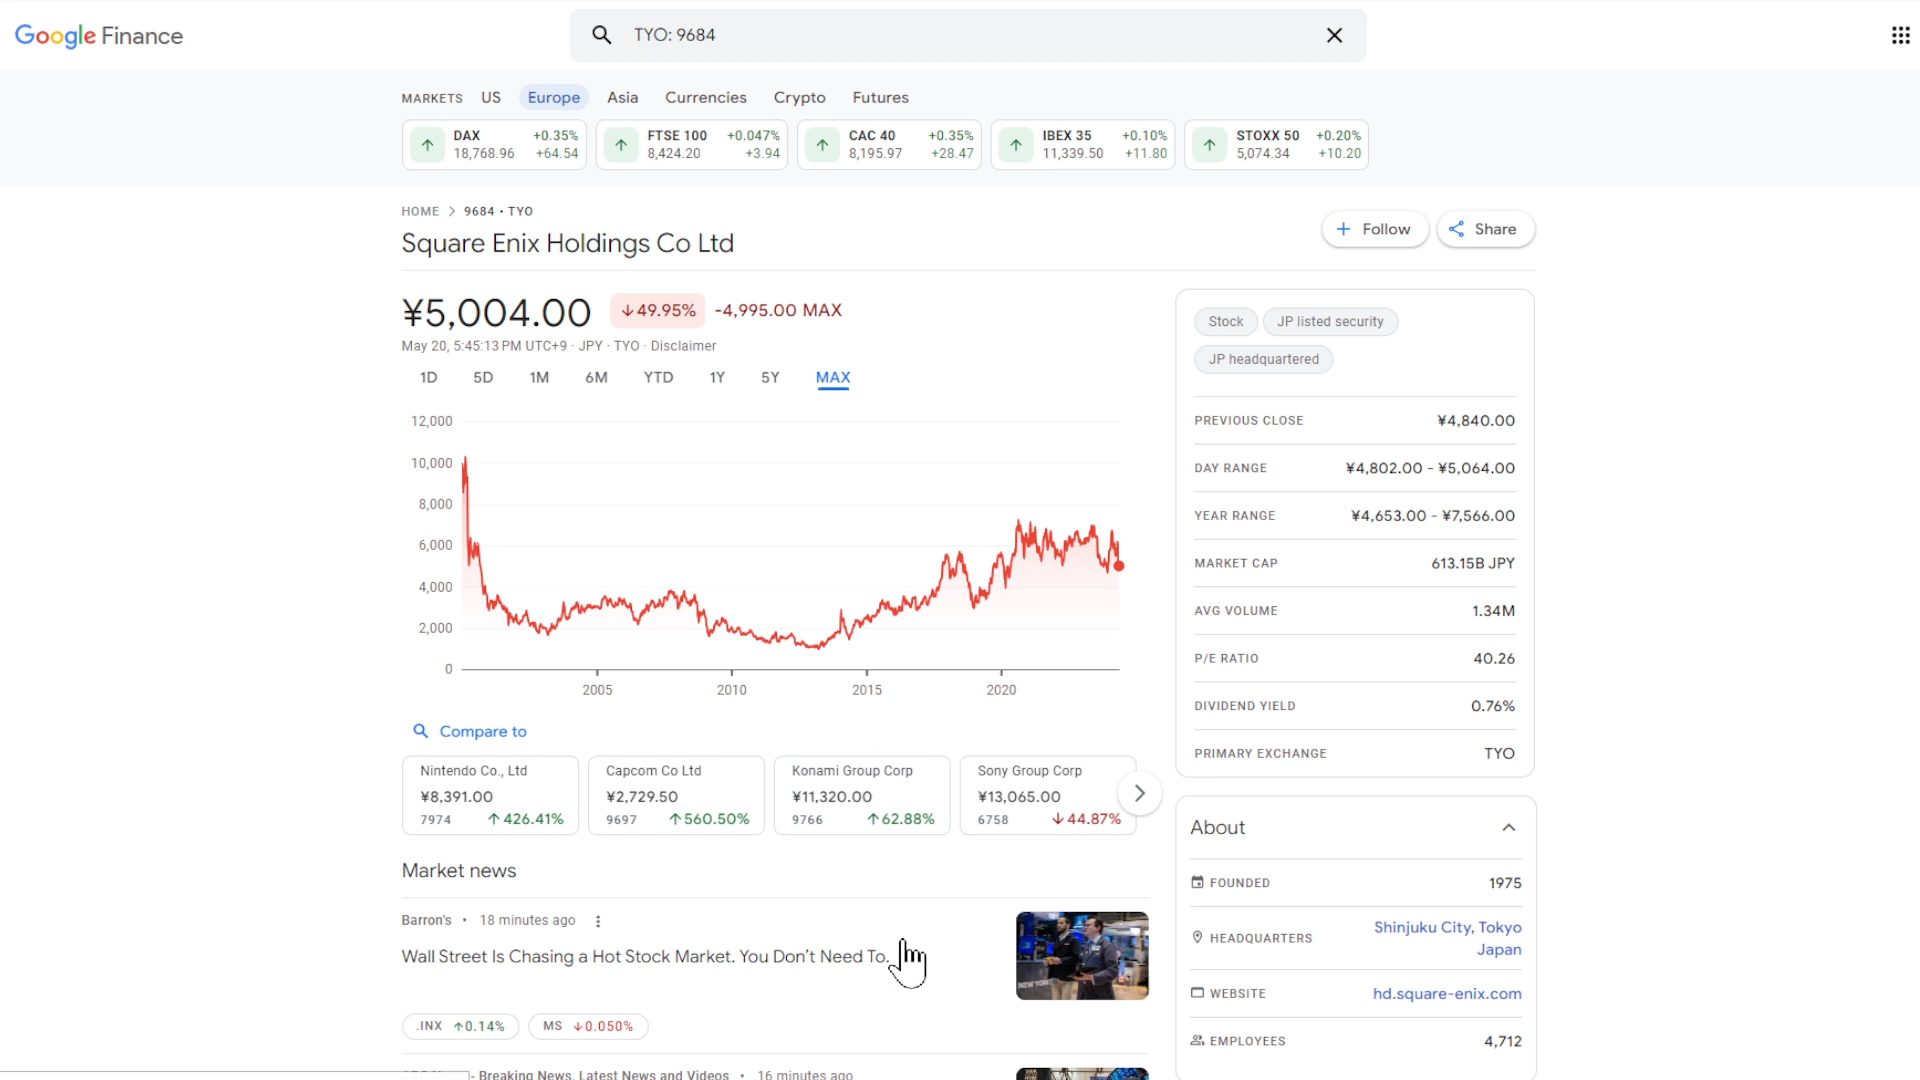 Google Finance
TYO: 9684
MARKETS US Europe Asia Currencies Crypto Futures
DAX +0.35%
18,768.96 +64.54
FTSE 100 +0.047%
8,424.20 +3.94
CAC 40 +0.35%
8,195.97 +28.47
IBEX 35 +0.10%
11,339.50 +11.80
STOXX 50 +0.20%
5,074.34 +10.20
HOME > 9684 • TYO
Square Enix Holdings Co Ltd
Follow
Share
¥5,004.00 ↓49.95% -4,995.00 MAX
May 20, 5:45:13 PM UTC+9 · JPY · TYO · Disclaimer
1D 5D 1M 6M YTD 1Y 5Y MAX
12,000
10,000
8,000
6,000
4,000
2,000
0
2005 2010 2015 2020
Compare to
Nintendo Co., Ltd
¥8,391.00
7974 ↑426.41%
Capcom Co Ltd
¥2,729.50
9697 ↑560.50%
Konami Group Corp
¥11,320.00
9766 ↑62.88%
Sony Group Corp
¥13,065.00
6758 ↓44.87%
Market news
Barron's • 18 minutes ago
Wall Street Is Chasing a Hot Stock Market. You Don't Need To.
NEW YORK
.INX ↑0.14% MS ↓0.050%
- Breaking News, Latest News and Videos • 16 minutes ago
Stock
JP listed security
JP headquartered
PREVIOUS CLOSE ¥4,840.00
DAY RANGE ¥4,802.00 - ¥5,064.00
YEAR RANGE ¥4,653.00 - ¥7,566.00
MARKET CAP 613.15B JPY
AVG VOLUME 1.34M
P/E RATIO 40.26
DIVIDEND YIELD 0.76%
PRIMARY EXCHANGE TYO
About
FOUNDED 1975
HEADQUARTERS Shinjuku City, Tokyo
Japan
WEBSITE hd.square-enix.com
EMPLOYEES 4,712